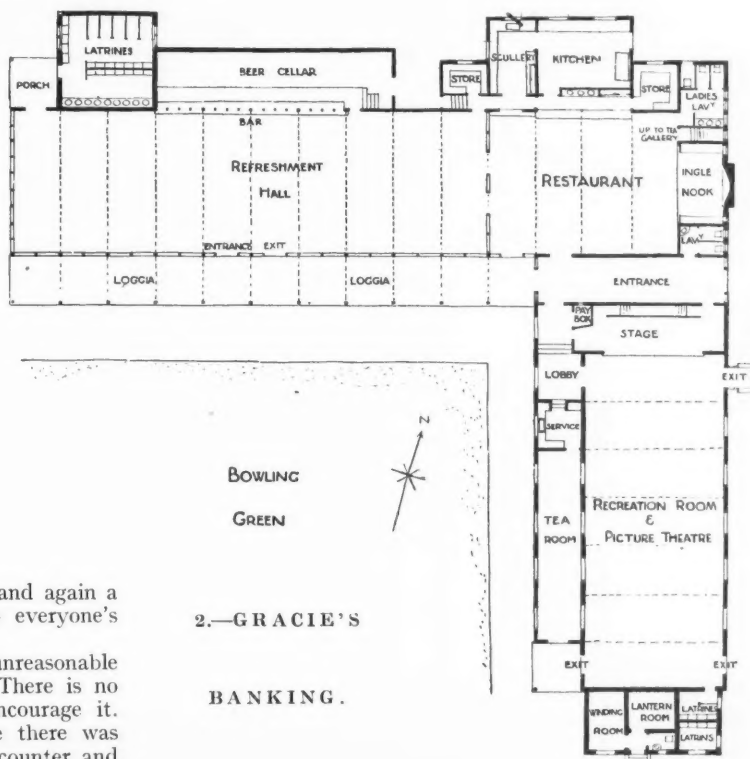 LATRINES
SCULLERY
KITCHEN
PORCH
BEER CELLAR
STORE
STORE
LADIES
LAVY
BAR
UP TO TEA
GALLERY
REFRESHMENT
HALL
RESTAURANT
INGLE
NOOK
ENTRANCE EXIT
LAVY
LOGGIA
LOGGIA
ENTRANCE
PAY
BOX
STAGE
LOBBY
EXIT
SERVICE
N
BOWLING
GREEN
TEA
ROOM
RECREATION ROOM
&
PICTURE THEATRE
and again a
everyone's
unreasonable
There is no
ncourage it.
e there was
counter and
2.—GRACIE'S
BANKING.
EXIT
EXIT
WINDING
ROOM
LANTERN
ROOM
LATRINES
LATRINS